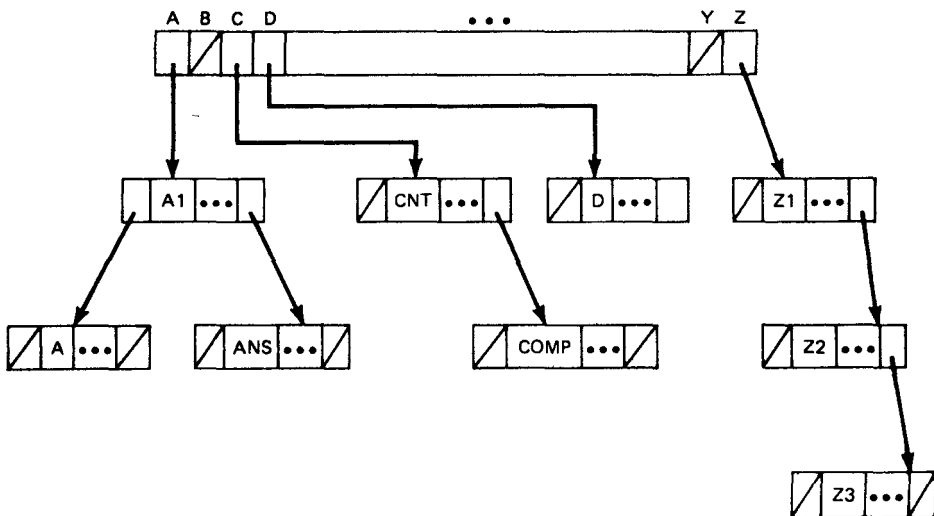 A B C D ••• Y Z
A1 ••• CNT ••• D ••• Z1 •••
A ••• ANS ••• COMP ••• Z2 •••
Z3 •••